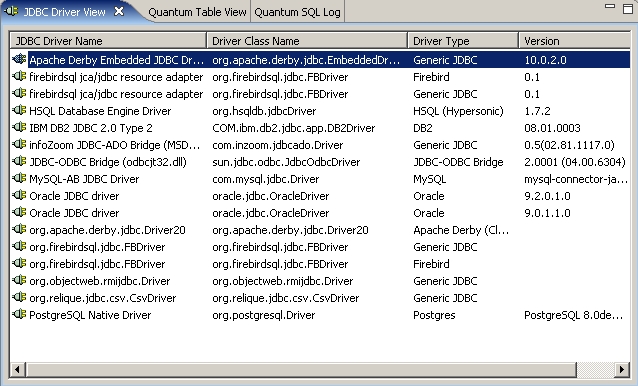 JDBC Driver View Quantum Table View Quantum SQL Log
JDBC Driver Name Driver Class Name Driver Type Version
Apache Derby Embedded JDBC Dr... org.apache.derby.jdbc.EmbeddedDr... Generic JDBC 10.0.2.0
firebirdsql jca/jdbc resource adapter org.firebirdsql.jdbc.FBDriver Firebird 0.1
firebirdsql jca/jdbc resource adapter org.firebirdsql.jdbc.FBDriver Generic JDBC 0.1
HSQL Database Engine Driver org.hsqldb.jdbcDriver HSQL (Hypersonic) 1.7.2
IBM DB2 JDBC 2.0 Type 2 COM.ibm.db2.jdbc.app.DB2Driver DB2 08.01.0003
infoZoom JDBC-ADO Bridge (MSD... com.inzoom.jdbcado.Driver Generic JDBC 0.5(02.81.1117.0)
JDBC-ODBC Bridge (odbcjt32.dll) sun.jdbc.odbc.JdbcOdbcDriver JDBC-ODBC Bridge 2.0001 (04.00.6304)
MySQL-AB JDBC Driver com.mysql.jdbc.Driver MySQL mysql-connector-ja...
Oracle JDBC driver oracle.jdbc.OracleDriver Oracle 9.2.0.1.0
Oracle JDBC driver oracle.jdbc.OracleDriver Oracle 9.0.1.1.0
org.apache.derby.jdbc.Driver20 org.apache.derby.jdbc.Driver20 Apache Derby (Cl...
org.firebirdsql.jdbc.FBDriver org.firebirdsql.jdbc.FBDriver Generic JDBC
org.firebirdsql.jdbc.FBDriver org.firebirdsql.jdbc.FBDriver Firebird
org.objectweb.rmijdbc.Driver org.objectweb.rmijdbc.Driver Generic JDBC
org.relique.jdbc.csv.CsvDriver org.relique.jdbc.csv.CsvDriver Generic JDBC
PostgreSQL Native Driver org.postgresql.Driver Postgres PostgreSQL 8.0de...